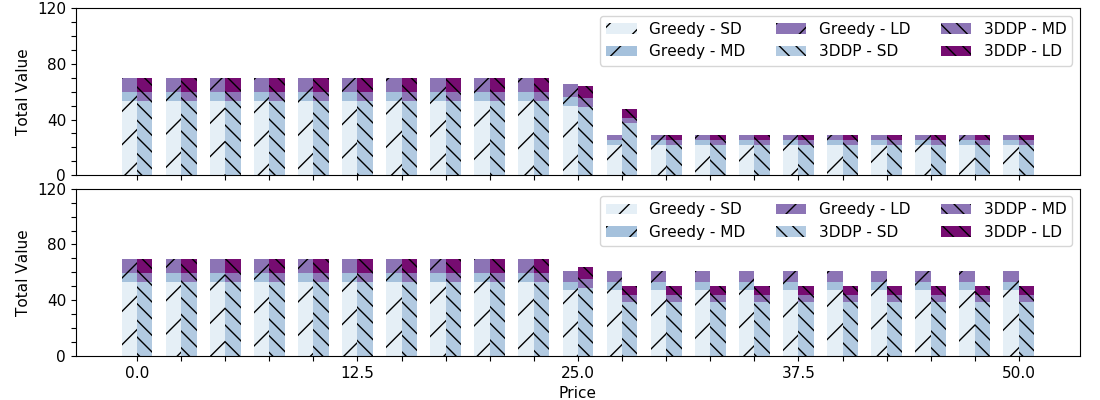 120
80
40
0
Total Value
Greedy - SD
Greedy - MD
Greedy - LD
3DDP - SD
3DDP - MD
3DDP - LD
120
80
40
0
Total Value
Greedy - SD
Greedy - MD
Greedy - LD
3DDP - SD
3DDP - MD
3DDP - LD
0.0 12.5 25.0 37.5 50.0
Price